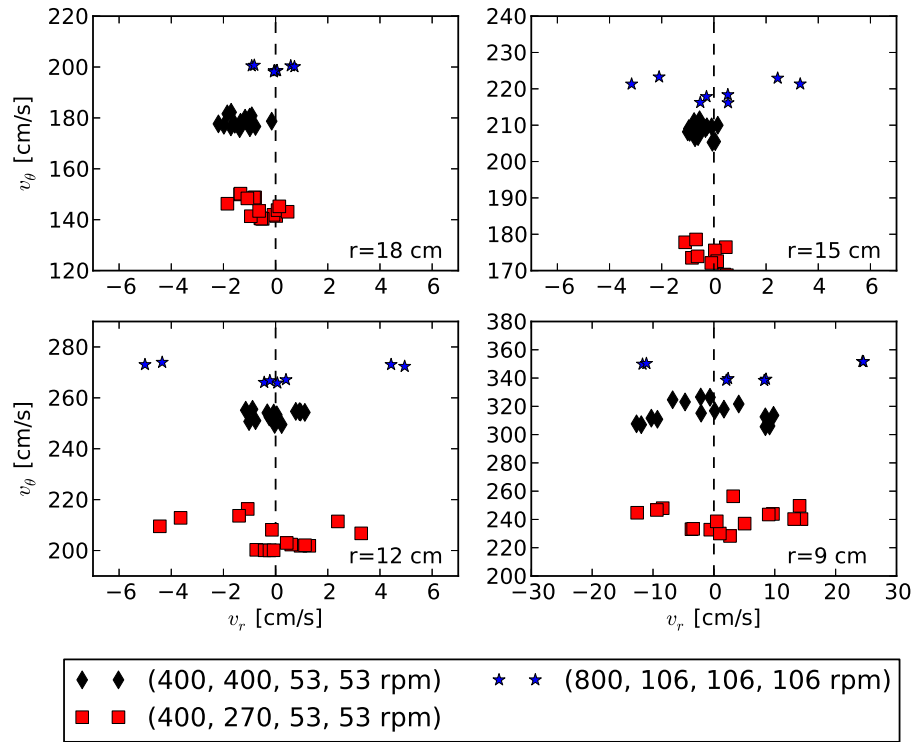 220
200
180
160
140
120
−6 −4 −2 0 2 4 6
v_θ [cm/s]
r=18 cm
240
230
220
210
200
190
180
170
−6 −4 −2 0 2 4 6
r=15 cm
280
260
240
220
200
−6 −4 −2 0 2 4 6
v_θ [cm/s]
v_r [cm/s]
r=12 cm
380
360
340
320
300
280
260
240
220
200
−30 −20 −10 0 10 20 30
v_r [cm/s]
r=9 cm
(400, 400, 53, 53 rpm)
(800, 106, 106, 106 rpm)
(400, 270, 53, 53 rpm)